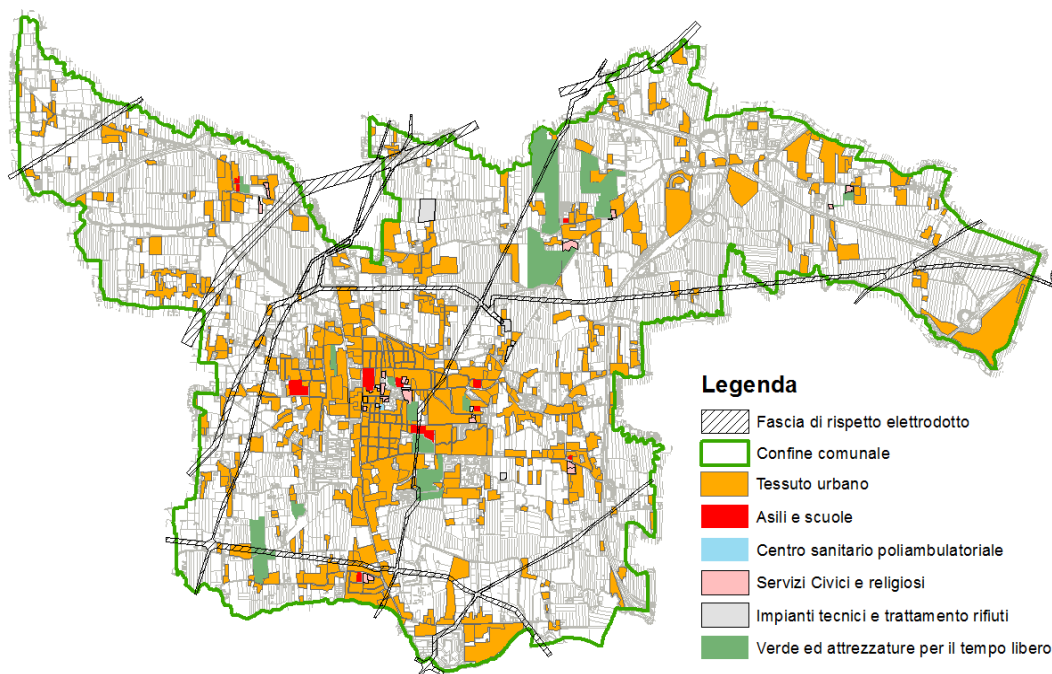 Legenda
Fascia di rispetto elettrodotto
Confine comunale
Tessuto urbano
Asili e scuole
Centro sanitario poliambulatoriale
Servizi Civici e religiosi
Impianti tecnici e trattamento rifiuti
Verde ed attrezzature per il tempo libero